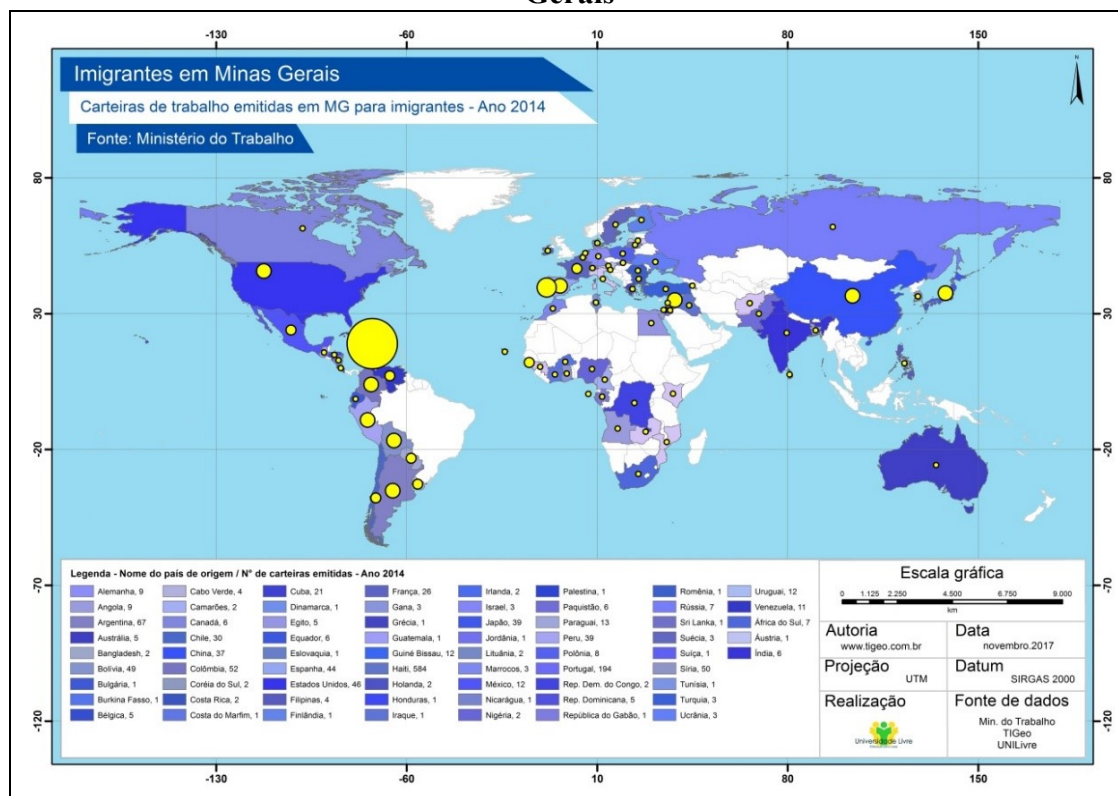 Gerais
-130
-60
10
80
150
Imigrantes em Minas Gerais
Carteiras de trabalho emitidas em MG para imigrantes - Ano 2014
Fonte: Ministério do Trabalho
N
80
80
30
30
-20
-20
-70
-70
-120
-120
Legenda - Nome do país de origem / N° de carteiras emitidas - Ano 2014
Alemanha, 9
Angola, 9
Argentina, 67
Austrália, 5
Bangladesh, 2
Bolívia, 49
Bulgária, 1
Burkina Fasso, 1
Bélgica, 5
Cabo Verde, 4
Camarões, 2
Canadá, 6
Chile, 30
China, 37
Colômbia, 52
Coréia do Sul, 2
Costa Rica, 2
Costa do Marfim, 1
Cuba, 21
Dinamarca, 1
Egito, 5
Equador, 6
Eslovaquia, 1
Espanha, 44
Estados Unidos, 46
Filipinas, 4
Finlândia, 1
França, 26
Gana, 3
Grécia, 1
Guatemala, 1
Guiné Bissau, 12
Haiti, 584
Holanda, 2
Honduras, 1
Iraque, 1
Irlanda, 2
Israel, 3
Japão, 39
Jordânia, 1
Lituânia, 2
Marrocos, 3
México, 12
Nicarágua, 1
Nigéria, 2
Palestina, 1
Paquistão, 6
Paraguai, 13
Peru, 39
Polônia, 8
Portugal, 194
Rep. Dem. do Congo, 2
Rep. Dominicana, 5
República do Gabão, 1
Romênia, 1
Rússia, 7
Sri Lanka, 1
Suécia, 3
Suíça, 1
Síria, 50
Tunísia, 1
Turquia, 3
Ucrânia, 3
Uruguai, 12
Venezuela, 11
África do Sul, 7
Áustria, 1
Índia, 6
Escala gráfica
0 1.125 2.250 4.500 6.750 9.000
km
Autoria
www.tigeo.com.br
Data
novembro.2017
Projeção
UTM
Datum
SIRGAS 2000
Realização
Universidade Livre
Fonte de dados
Min. do Trabalho
TIGeo
UNILivre
-130
-60
10
80
150